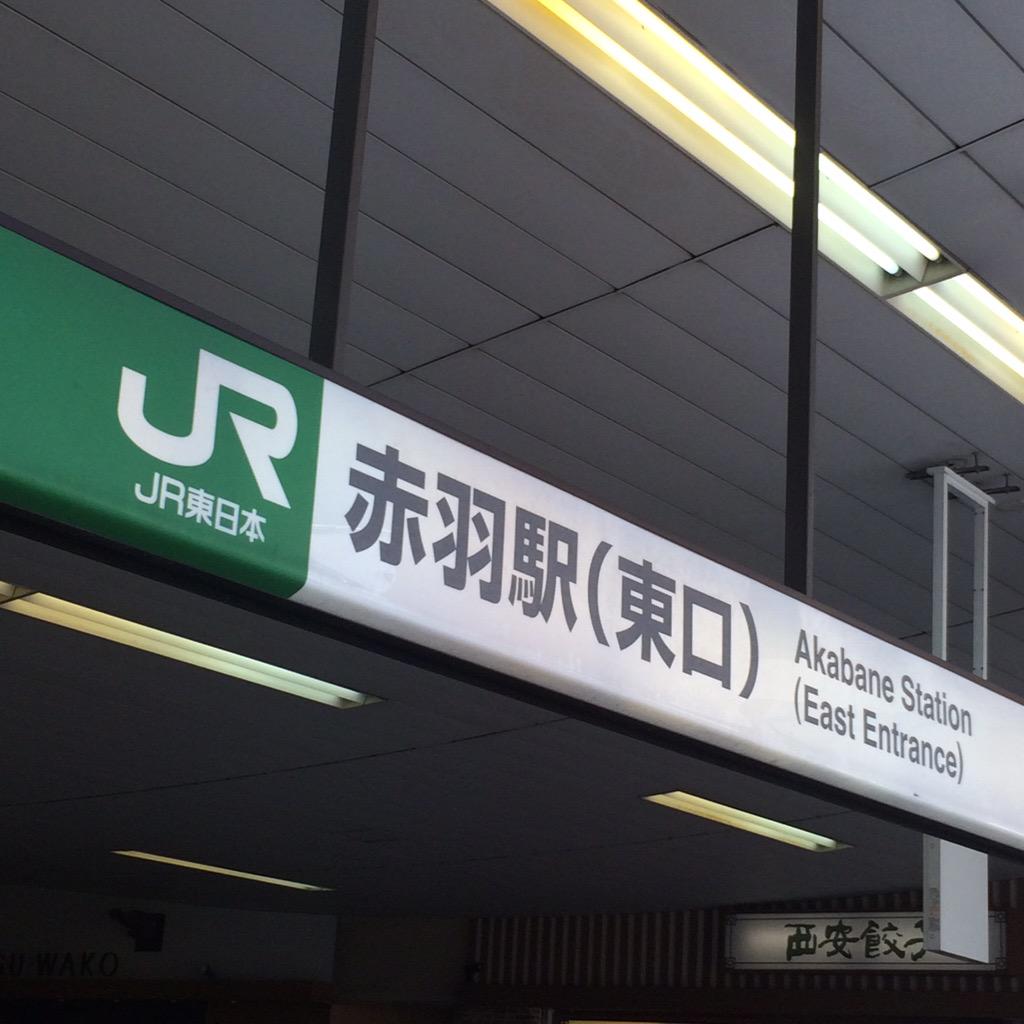 JR
JR東日本
赤羽駅(東口)
Akabane Station
(East Entrance)
WAKO
西安餃子